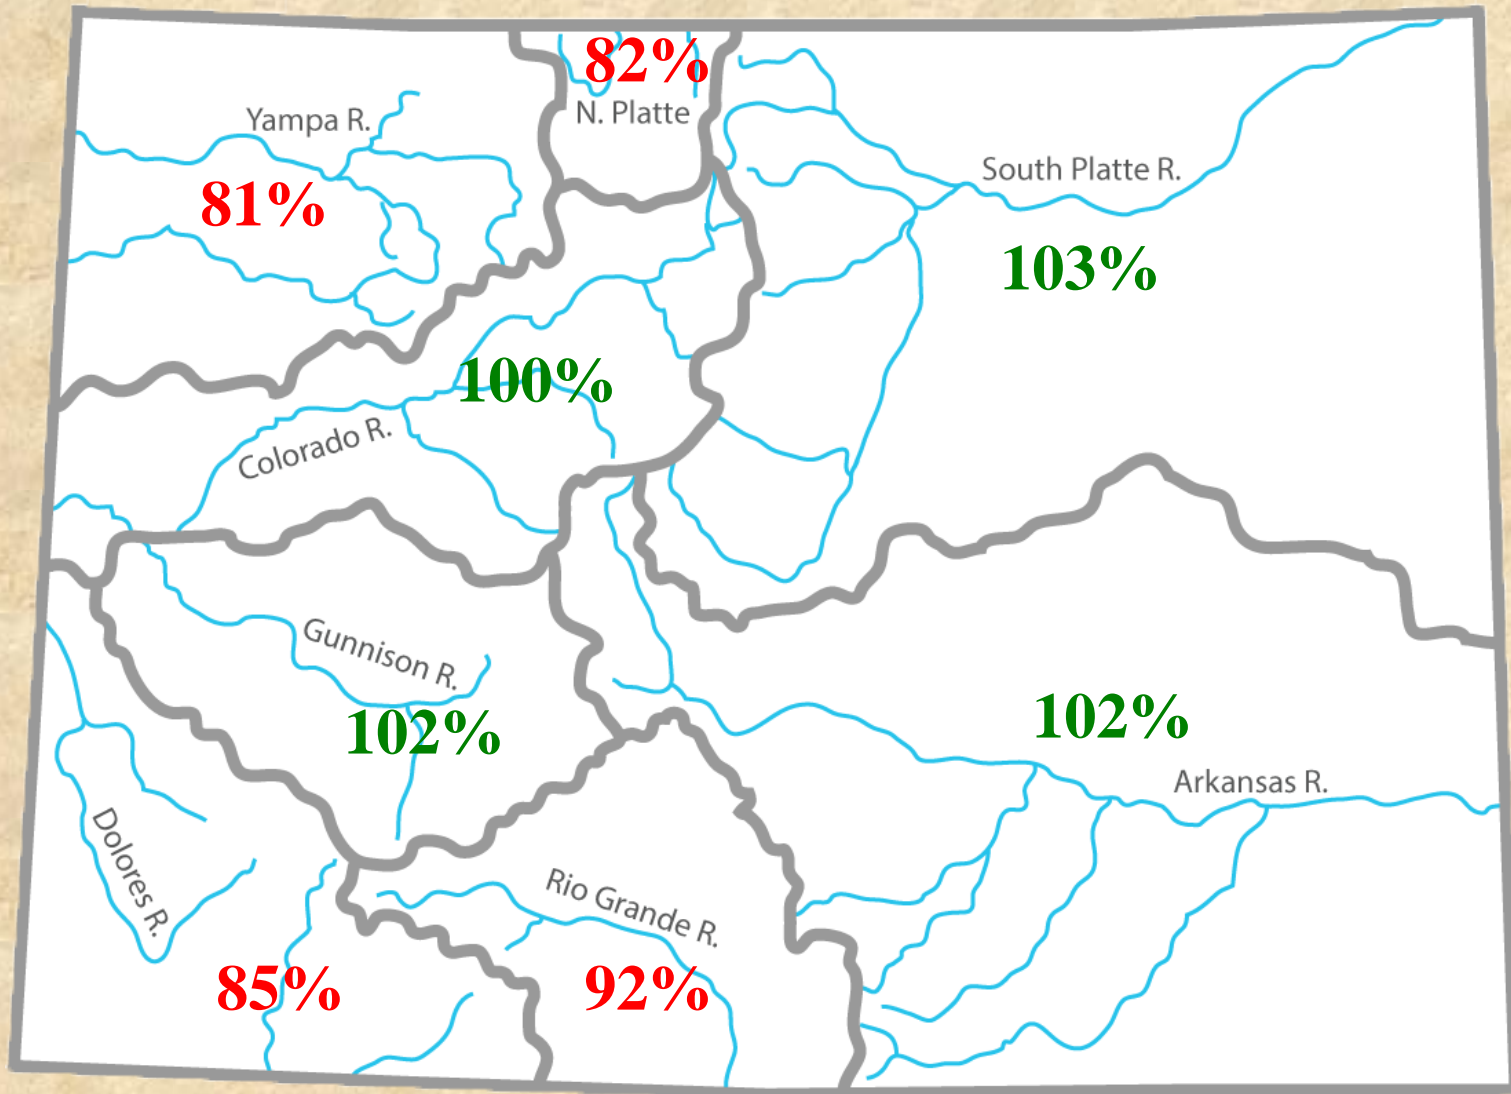 82%
N. Platte
Yampa R.
81%
South Platte R.
103%
100%
Colorado R.
Gunnison R.
102%
102%
Arkansas R.
Dolores R.
Rio Grande R.
85%
92%